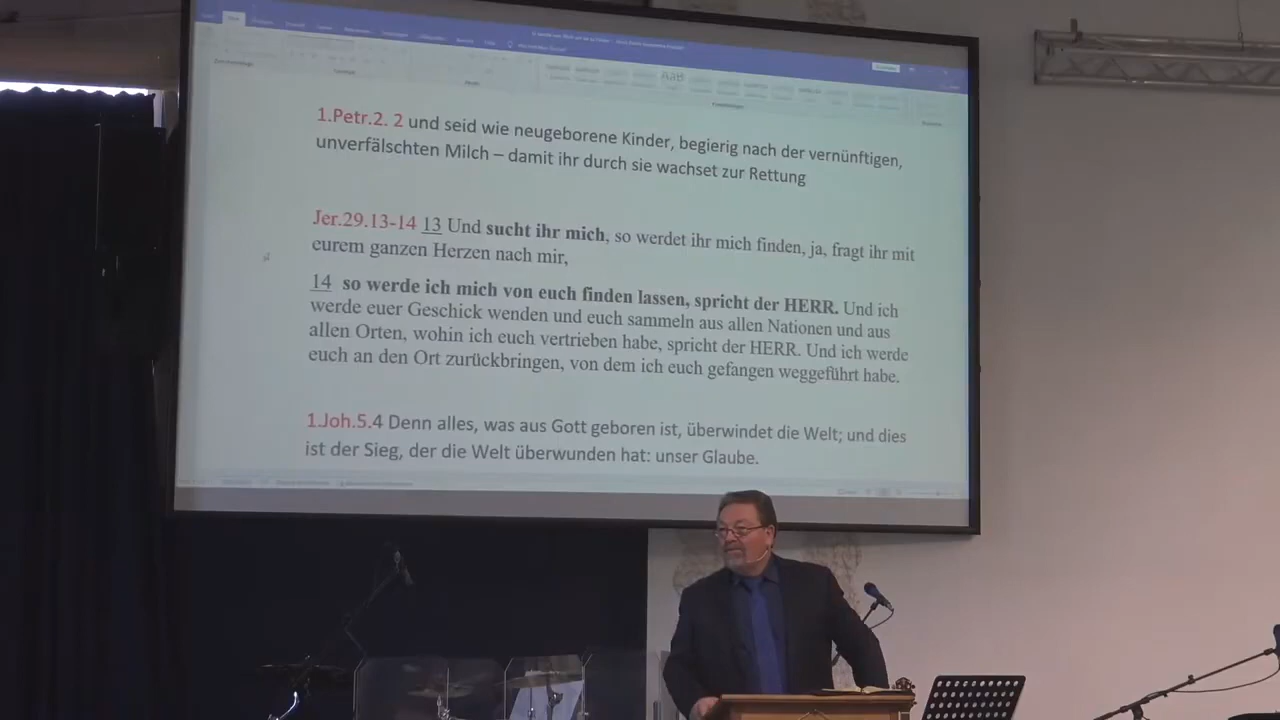 AaB
1.Petr.2. 2 und seid wie neugeborene Kinder, begierig nach der vernünftigen,
unverfälschten Milch – damit ihr durch sie wachset zur Rettung
Jer.29.13-14 13 Und sucht ihr mich, so werdet ihr mich finden, ja, fragt ihr mit
eurem ganzen Herzen nach mir,
14 so werde ich mich von euch finden lassen, spricht der HERR. Und ich
werde euer Geschick wenden und euch sammeln aus allen Nationen und aus
allen Orten, wohin ich euch vertrieben habe, spricht der HERR. Und ich werde
euch an den Ort zurückbringen, von dem ich euch gefangen weggeführt habe.
1.Joh.5.4 Denn alles, was aus Gott geboren ist, überwindet die Welt; und dies
ist der Sieg, der die Welt überwunden hat: unser Glaube.